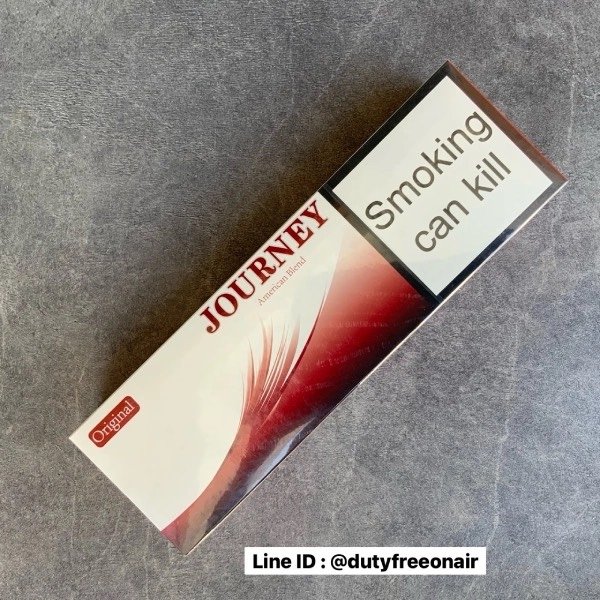 Smoking
can kill
JOURNEY
American Blend
Original
Line ID : @dutyfreeonair